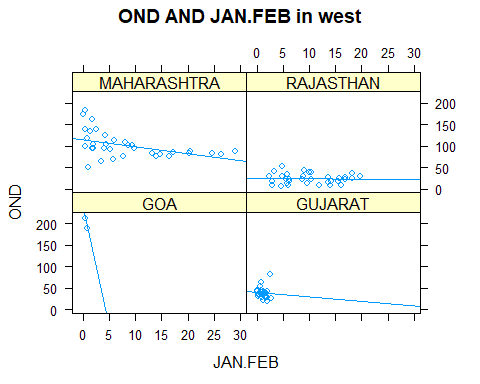 OND AND JAN.FEB in west
0 5 10 15 20 25 30
MAHARASHTRA RAJASTHAN
200
150
100
50
0
GOA GUJARAT
200
150
100
50
0
0 5 10 15 20 25 30
OND
JAN.FEB